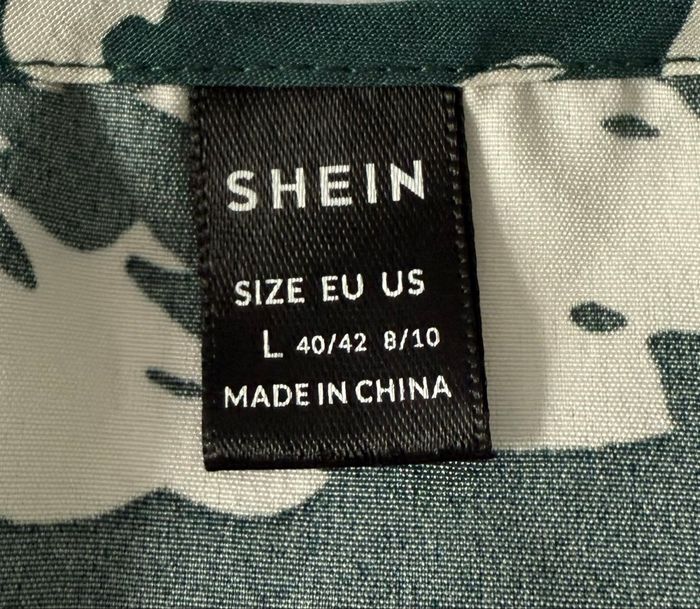 SHEIN
SIZE EU US
L 40/42 8/10
MADE IN CHINA